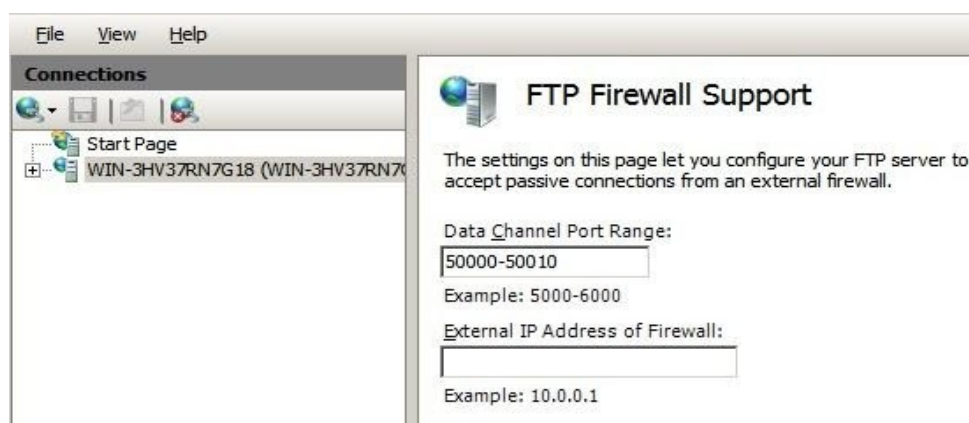 File View Help
Connections
Start Page
WIN-3HV37RN7G18 (WIN-3HV37RN7
FTP Firewall Support
The settings on this page let you configure your FTP server to
accept passive connections from an external firewall.
Data Channel Port Range:
50000-50010
Example: 5000-6000
External IP Address of Firewall:
Example: 10.0.0.1